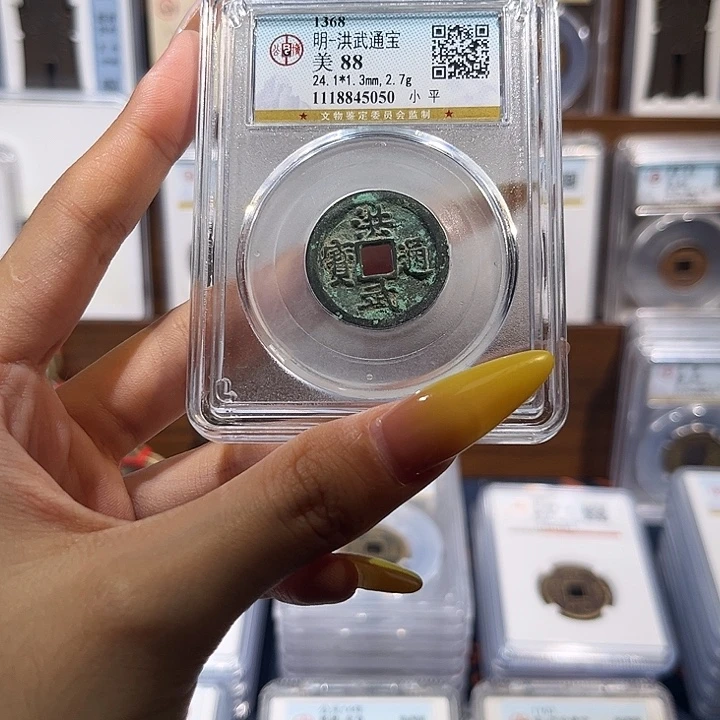 1368
明-洪武通宝
美 88
24.1*1.3mm, 2.7g
1118845050 小平
★ 文物鉴定委员会监制 ★
洪武通寳